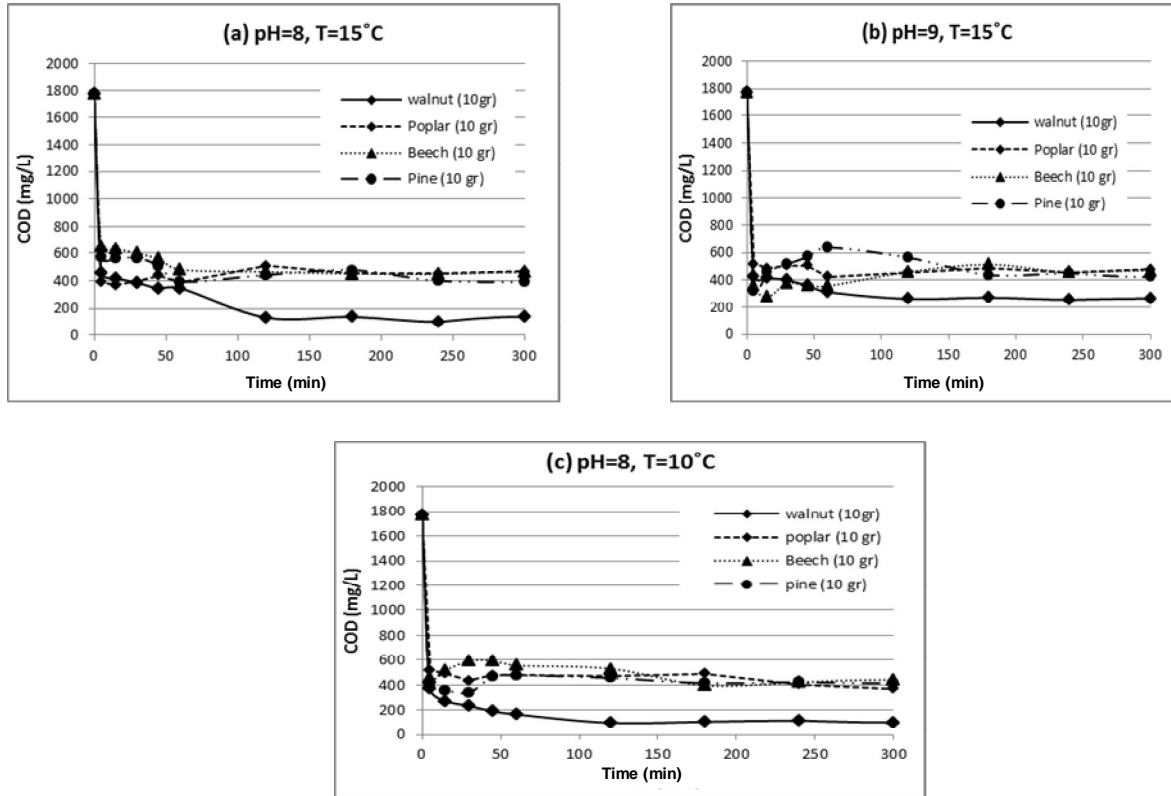 (a) pH=8, T=15˚C
2000
1800
1600
1400
1200
1000
800
600
400
200
0
COD (mg/L)
walnut (10gr)
Poplar (10 gr)
Beech (10 gr)
Pine (10 gr)
0 50 100 150 200 250 300
Time (min)
(b) pH=9, T=15˚C
2000
1800
1600
1400
1200
1000
800
600
400
200
0
COD (mg/L)
walnut (10gr)
Poplar (10 gr)
Beech (10 gr)
Pine (10 gr)
0 50 100 150 200 250 300
Time (min)
(c) pH=8, T=10˚C
2000
1800
1600
1400
1200
1000
800
600
400
200
0
COD (mg/L)
walnut (10gr)
poplar (10 gr)
Beech (10 gr)
pine (10 gr)
0 50 100 150 200 250 300
Time (min)